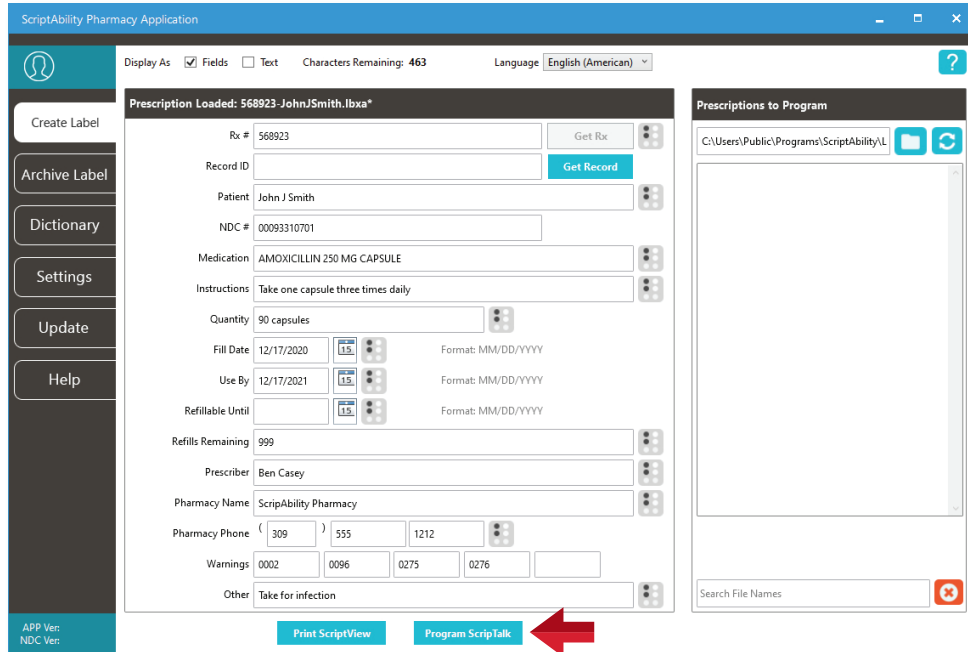 ScriptAbility Pharmacy Application
Display As Fields Text Characters Remaining: 463 Language English (American)
?
Create Label
Archive Label
Dictionary
Settings
Update
Help
APP Ver:
NDC Ver:
Prescription Loaded: 568923-JohnJSmith.lbxa*
Rx # 568923 Get Rx
Record ID Get Record
Patient John J Smith
NDC # 00093310701
Medication AMOXICILLIN 250 MG CAPSULE
Instructions Take one capsule three times daily
Quantity 90 capsules
Fill Date 12/17/2020 15 Format: MM/DD/YYYY
Use By 12/17/2021 15 Format: MM/DD/YYYY
Refillable Until 15 Format: MM/DD/YYYY
Refills Remaining 999
Prescriber Ben Casey
Pharmacy Name ScripAbility Pharmacy
Pharmacy Phone ( 309 ) 555 1212
Warnings 0002 0096 0275 0276
Other Take for infection
Print ScriptView Program ScripTalk
Prescriptions to Program
C:\Users\Public\Programs\ScriptAbility\L
Search File Names